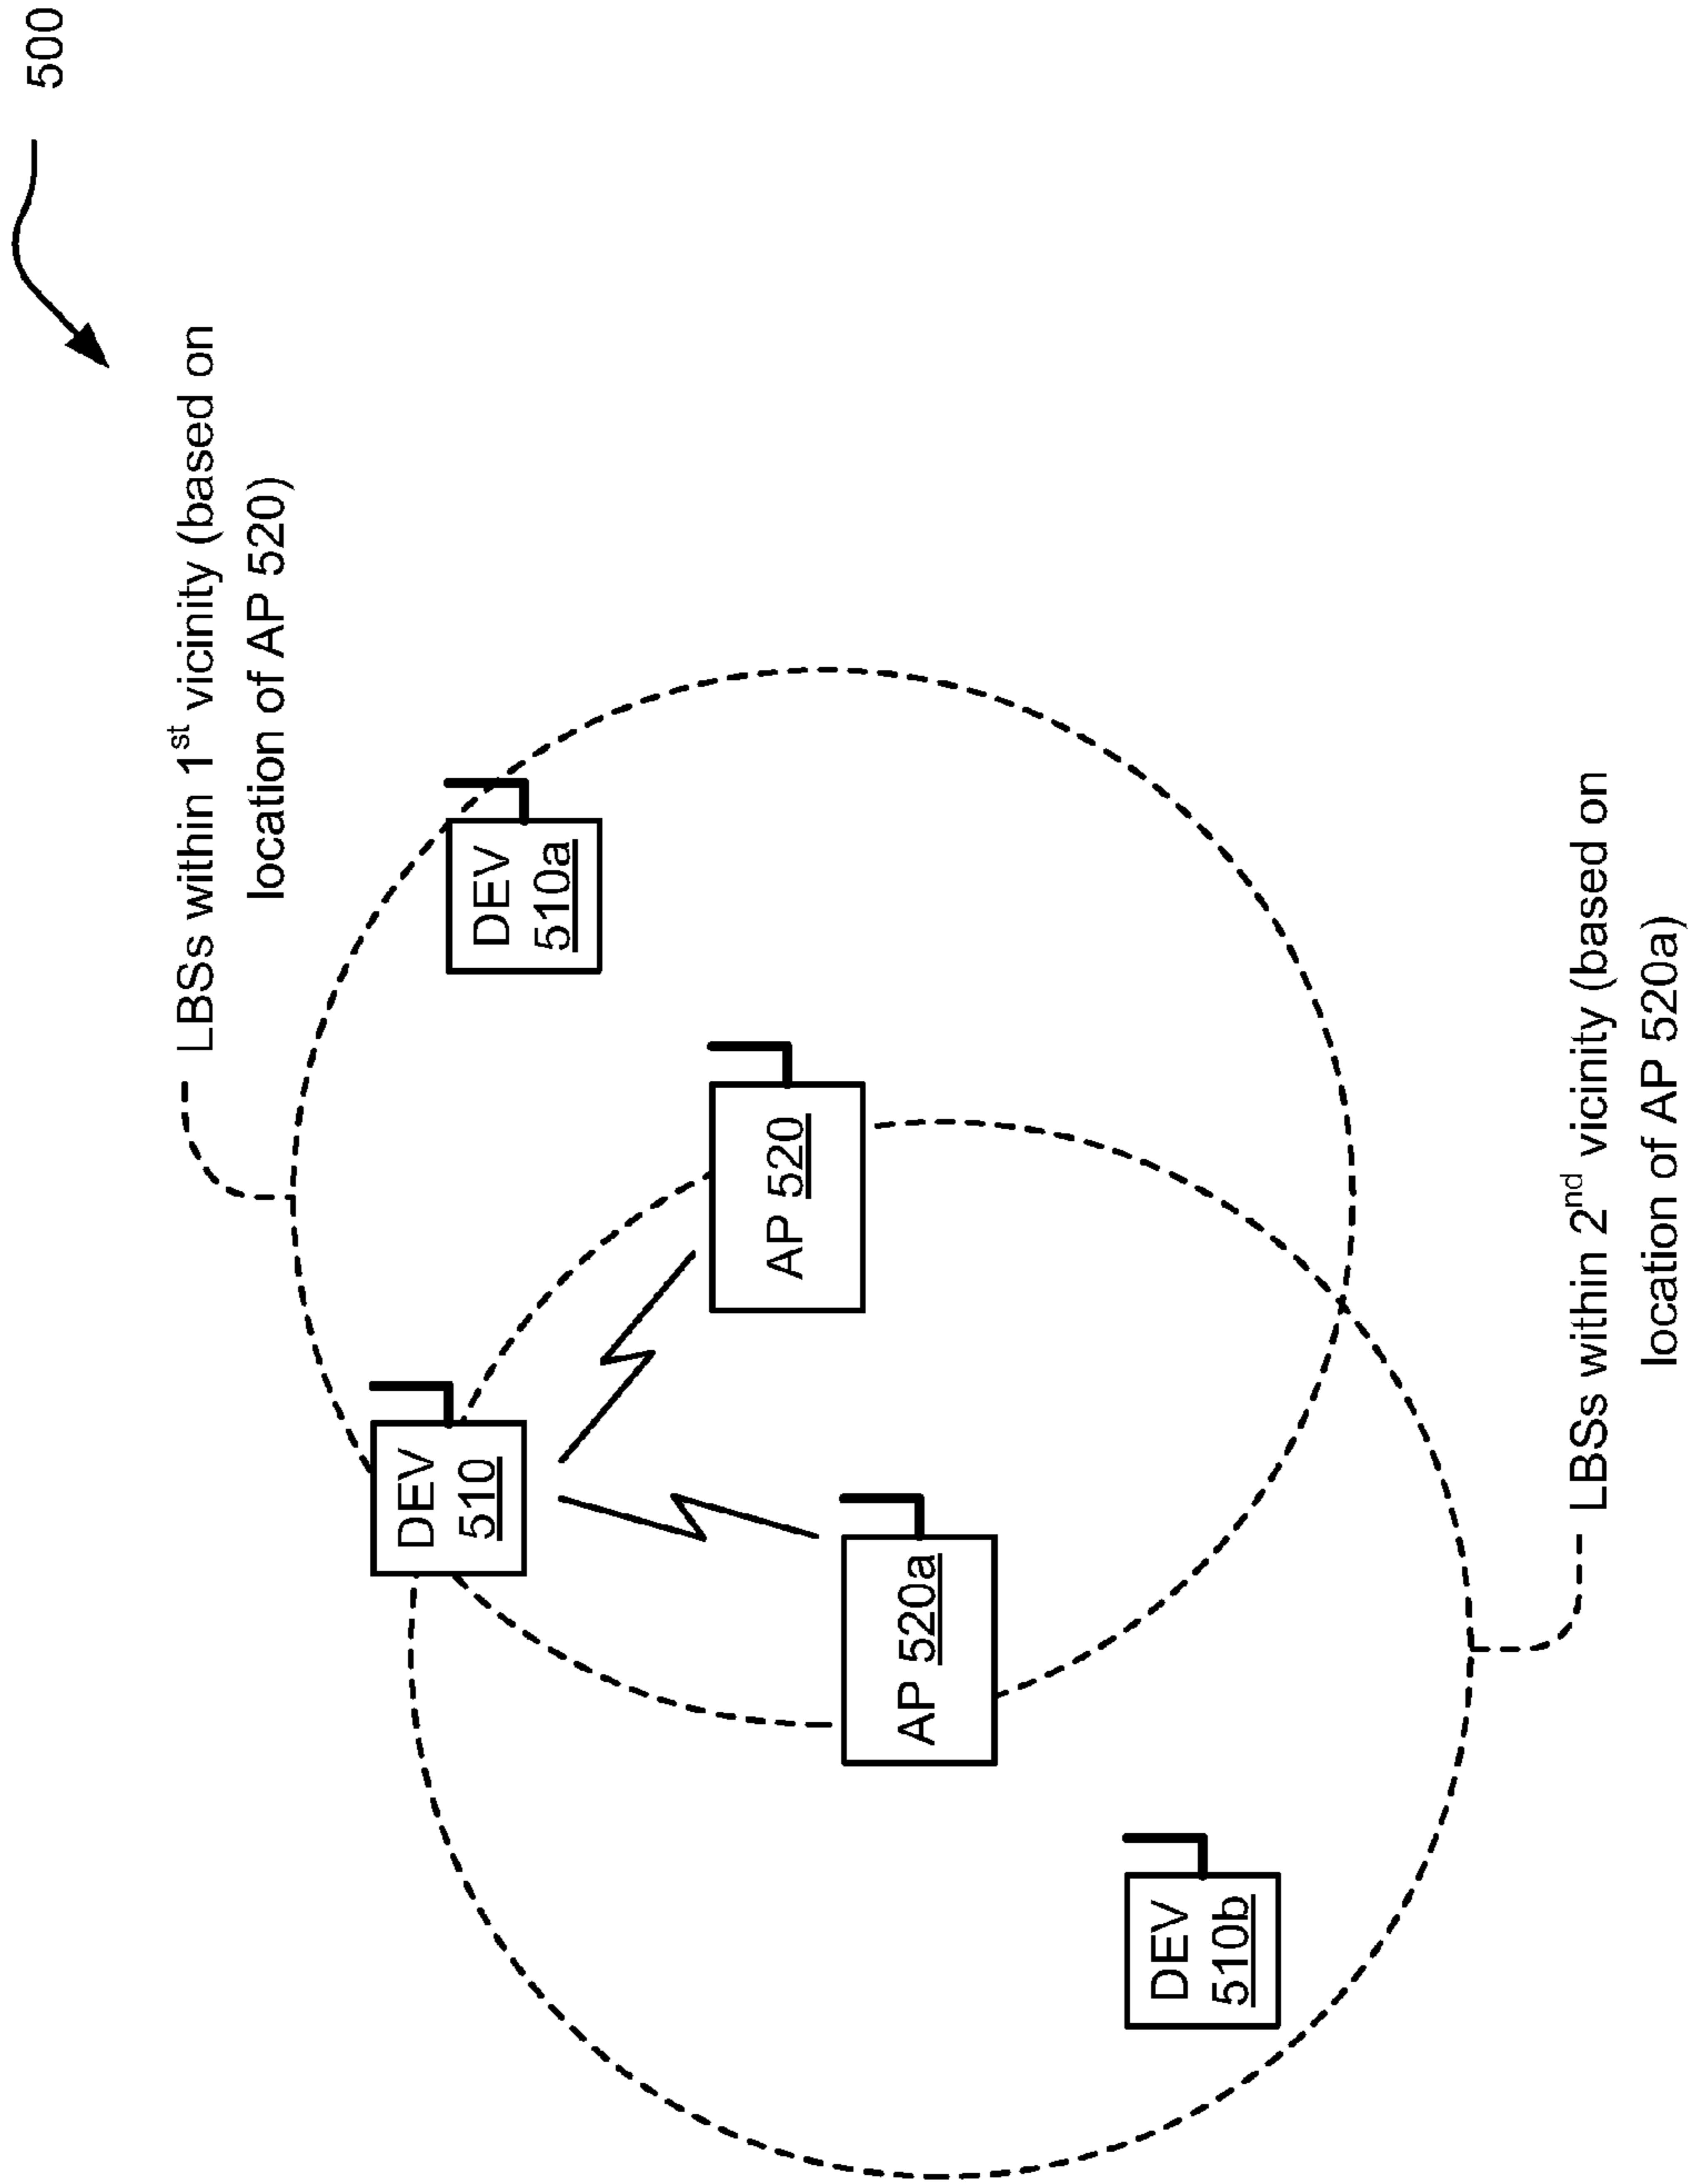 500
LBSs within 1st vicinity (based on
location of AP 520)
DEV
510
DEV
510a
AP 520
AP 520a
DEV
510b
LBSs within 2nd vicinity (based on
location of AP 520a)